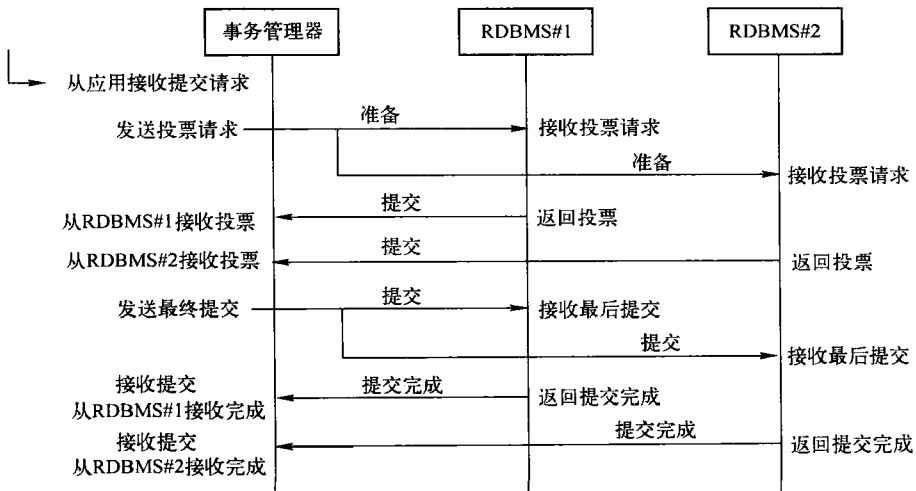 事务管理器 RDBMS#1 RDBMS#2
从应用接收提交请求
准备
发送投票请求 接收投票请求
准备
接收投票请求
提交
从RDBMS#1接收投票 返回投票
提交
从RDBMS#2接收投票 返回投票
提交
发送最终提交 接收最后提交
提交
接收最后提交
接收提交 提交完成
从RDBMS#1接收完成 返回提交完成
接收提交 提交完成 返回提交完成
从RDBMS#2接收完成